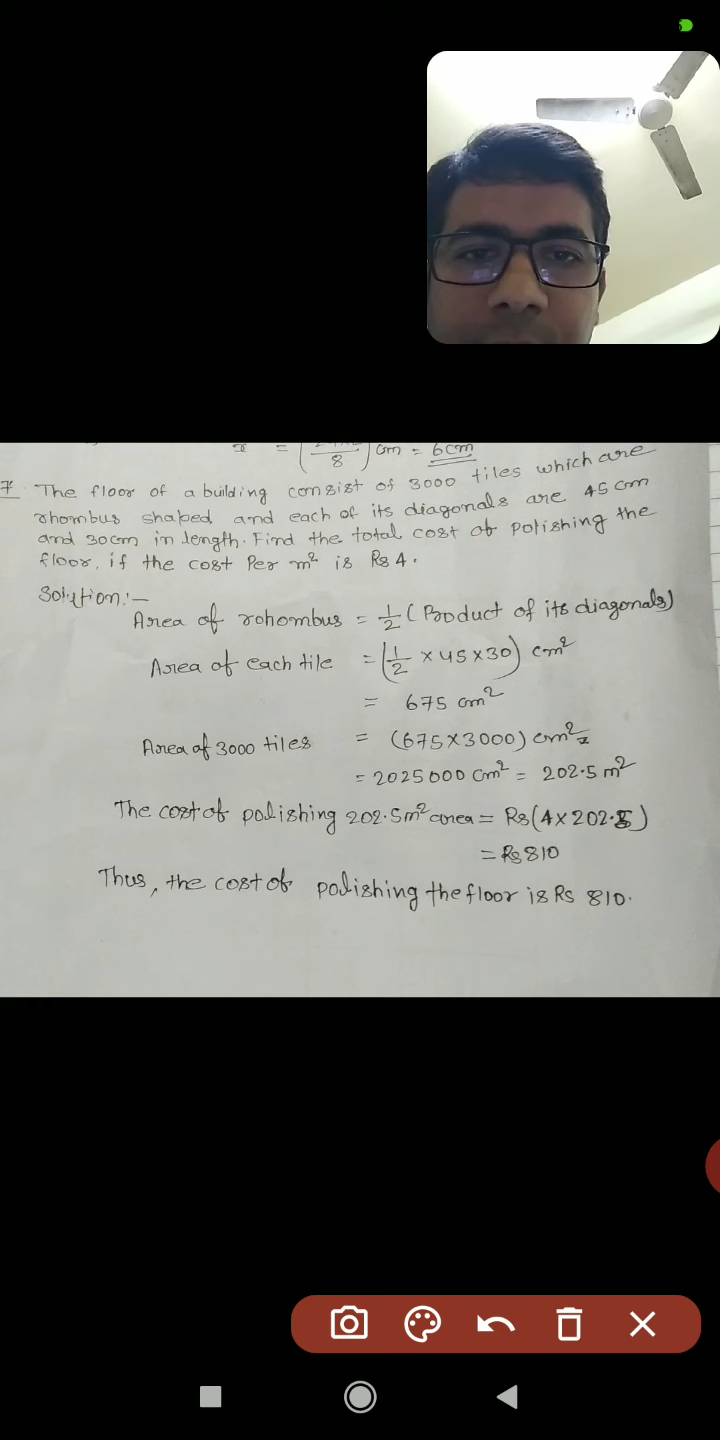 x = ( /8 ) cm = 6cm
7 The floor of a building consist of 3000 tiles which are
rhombus shaped and each of its diagonals are 45 cm
and 30cm in length. Find the total cost of polishing the
floor, if the cost Per m² is Rs 4.
Solution:-
Area of rohombus = 1/2 (Product of its diagonals)
Area of each tile = (1/2 × 45 × 30) cm²
= 675 cm²
Area of 3000 tiles = (675×3000) cm²
= 2025000 cm² = 202.5 m²
The cost of polishing 202.5m² area = Rs(4×202.5)
= Rs 810
Thus, the cost of polishing the floor is Rs 810.